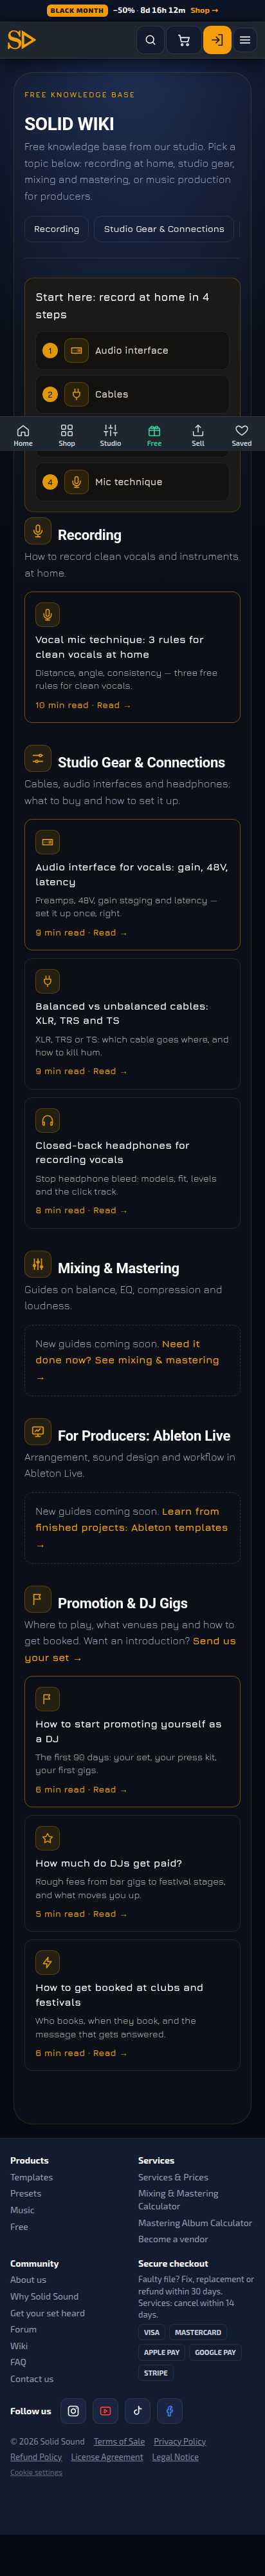 BLACK MONTH −50% · 8d 16h 12m Shop →
FREE KNOWLEDGE BASE
SOLID WIKI
Free knowledge base from our studio. Pick a
topic below: recording at home, studio gear,
mixing and mastering, or music production
for producers.
Recording
Studio Gear & Connections
Start here: record at home in 4
steps
1 Audio interface
2 Cables
Home
Shop
Studio
Free
Sell
Saved
4 Mic technique
Recording
How to record clean vocals and instruments
at home.
Vocal mic technique: 3 rules for
clean vocals at home
Distance, angle, consistency — three free
rules for clean vocals.
10 min read · Read →
Studio Gear & Connections
Cables, audio interfaces and headphones:
what to buy and how to set it up.
Audio interface for vocals: gain, 48V,
latency
Preamps, 48V, gain staging and latency —
set it up once, right.
9 min read · Read →
Balanced vs unbalanced cables:
XLR, TRS and TS
XLR, TRS or TS: which cable goes where, and
how to kill hum.
9 min read · Read →
Closed-back headphones for
recording vocals
Stop headphone bleed: models, fit, levels
and the click track.
8 min read · Read →
Mixing & Mastering
Guides on balance, EQ, compression and
loudness.
New guides coming soon. Need it
done now? See mixing & mastering
→
For Producers: Ableton Live
Arrangement, sound design and workflow in
Ableton Live.
New guides coming soon. Learn from
finished projects: Ableton templates
→
Promotion & DJ Gigs
Where to play, what venues pay and how to
get booked. Want an introduction? Send us
your set →
How to start promoting yourself as
a DJ
The first 90 days: your set, your press kit,
your first gigs.
6 min read · Read →
How much do DJs get paid?
Rough fees from bar gigs to festival stages,
and what moves you up.
5 min read · Read →
How to get booked at clubs and
festivals
Who books, when they book, and the
message that gets answered.
6 min read · Read →
Products
Templates
Presets
Music
Free
Services
Services & Prices
Mixing & Mastering
Calculator
Mastering Album Calculator
Become a vendor
Community
About us
Why Solid Sound
Get your set heard
Forum
Wiki
FAQ
Contact us
Secure checkout
Faulty file? Fix, replacement or
refund within 30 days.
Services: cancel within 14
days.
VISA
MASTERCARD
APPLE PAY
GOOGLE PAY
STRIPE
Follow us
© 2026 Solid Sound Terms of Sale Privacy Policy
Refund Policy License Agreement Legal Notice
Cookie settings